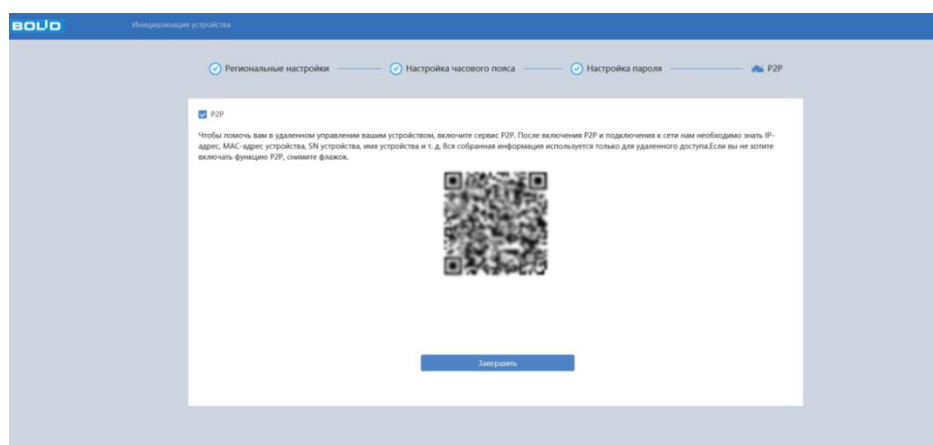 BOLID Инициализация устройства
Региональные настройки Настройка часового пояса Настройка пароля P2P
P2P
Чтобы помочь вам в удаленном управлении вашим устройством, включите сервис P2P. После включения P2P и подключения к сети нам необходимо знать IP-
адрес, MAC-адрес устройства, SN устройства, имя устройства и т. д. Вся собранная информация используется только для удаленного доступа.Если вы не хотите
включать функцию P2P, снимите флажок.
Завершить